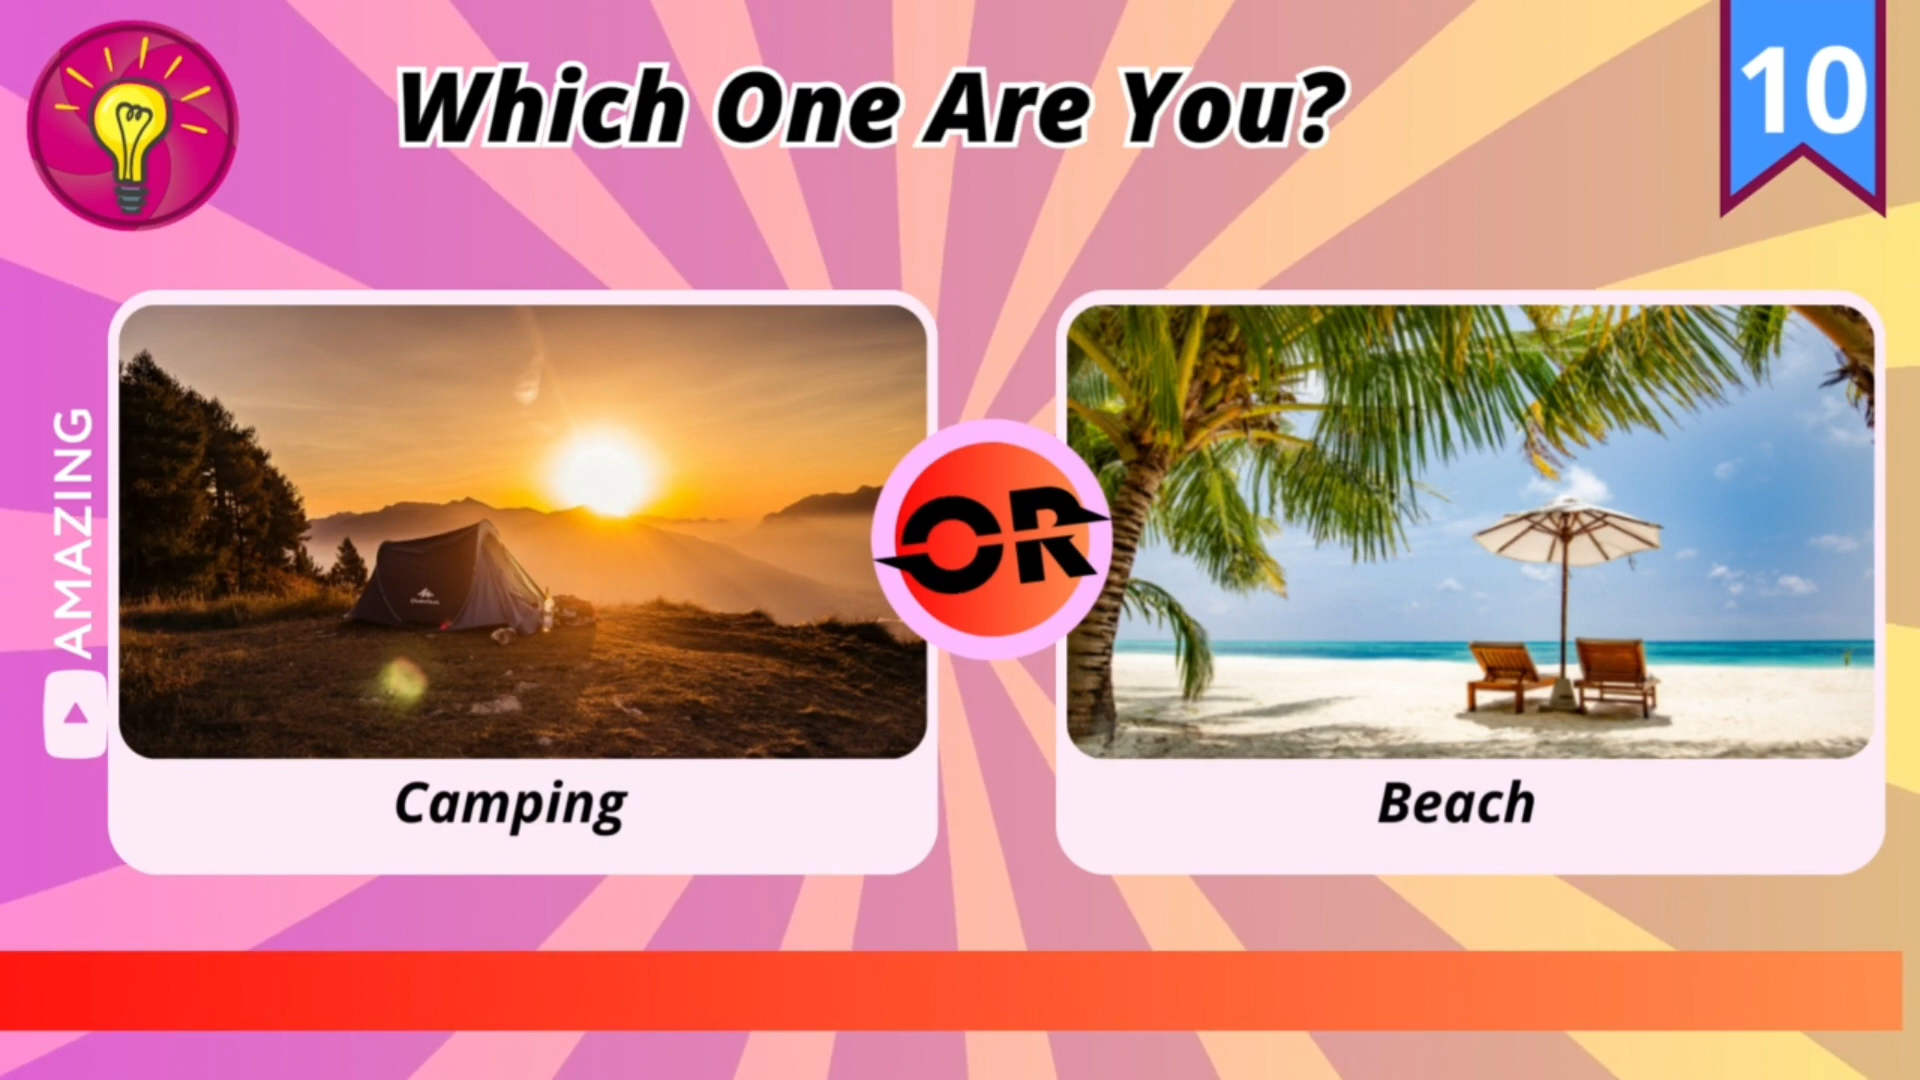 Which One Are You?
10
AMAZING
OR
Camping
Beach